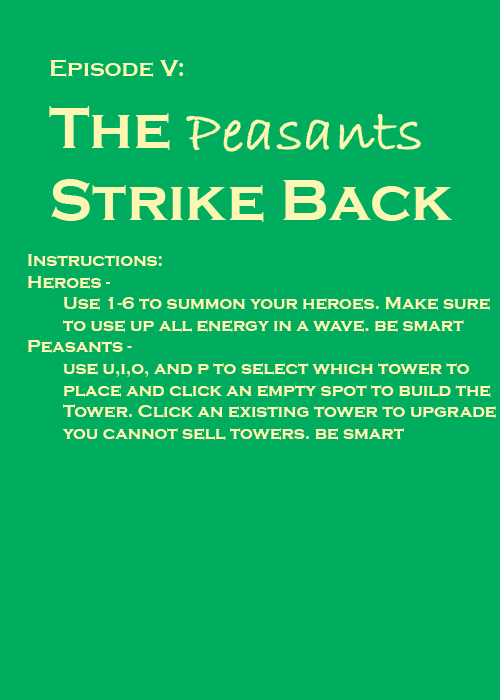 Episode V:
The Peasants
Strike Back
Instructions:
Heroes -
Use 1-6 to summon your heroes. Make sure
to use up all energy in a wave. be smart
Peasants -
use u,i,o, and p to select which tower to
place and click an empty spot to build the
Tower. Click an existing tower to upgrade
you cannot sell towers. be smart